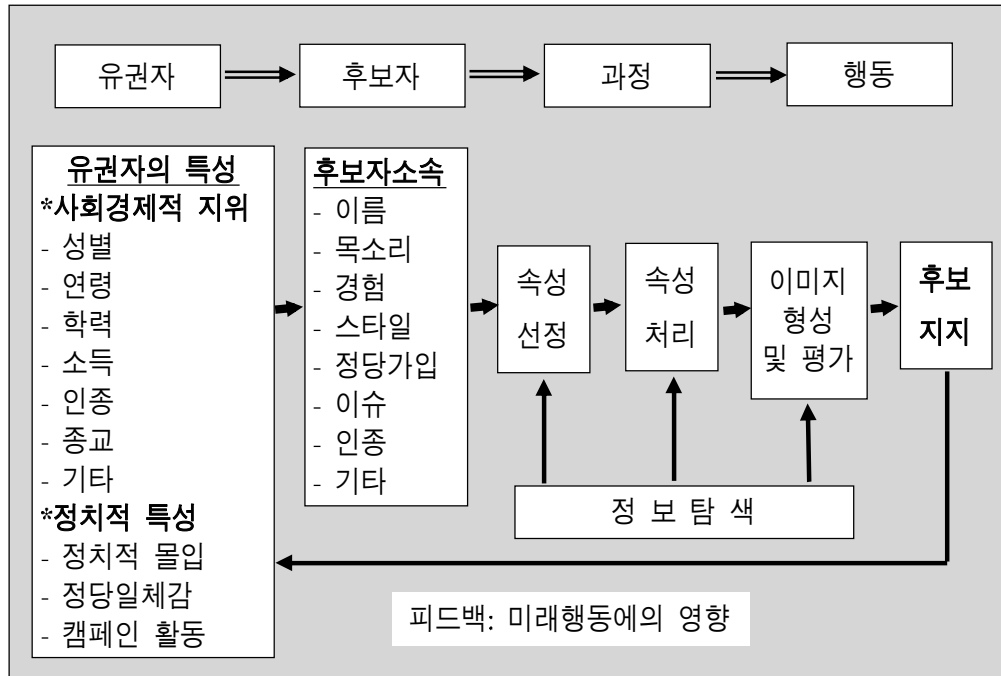 유권자
후보자
과정
행동
유권자의 특성
*사회경제적 지위
- 성별
- 연령
- 학력
- 소득
- 인종
- 종교
- 기타
*정치적 특성
- 정치적 몰입
- 정당일체감
- 캠페인 활동
후보자소속
- 이름
- 목소리
- 경험
- 스타일
- 정당가입
- 이슈
- 인종
- 기타
속성
선정
속성
처리
이미지
형성
및 평가
후보
지지
정 보 탐 색
피드백: 미래행동에의 영향